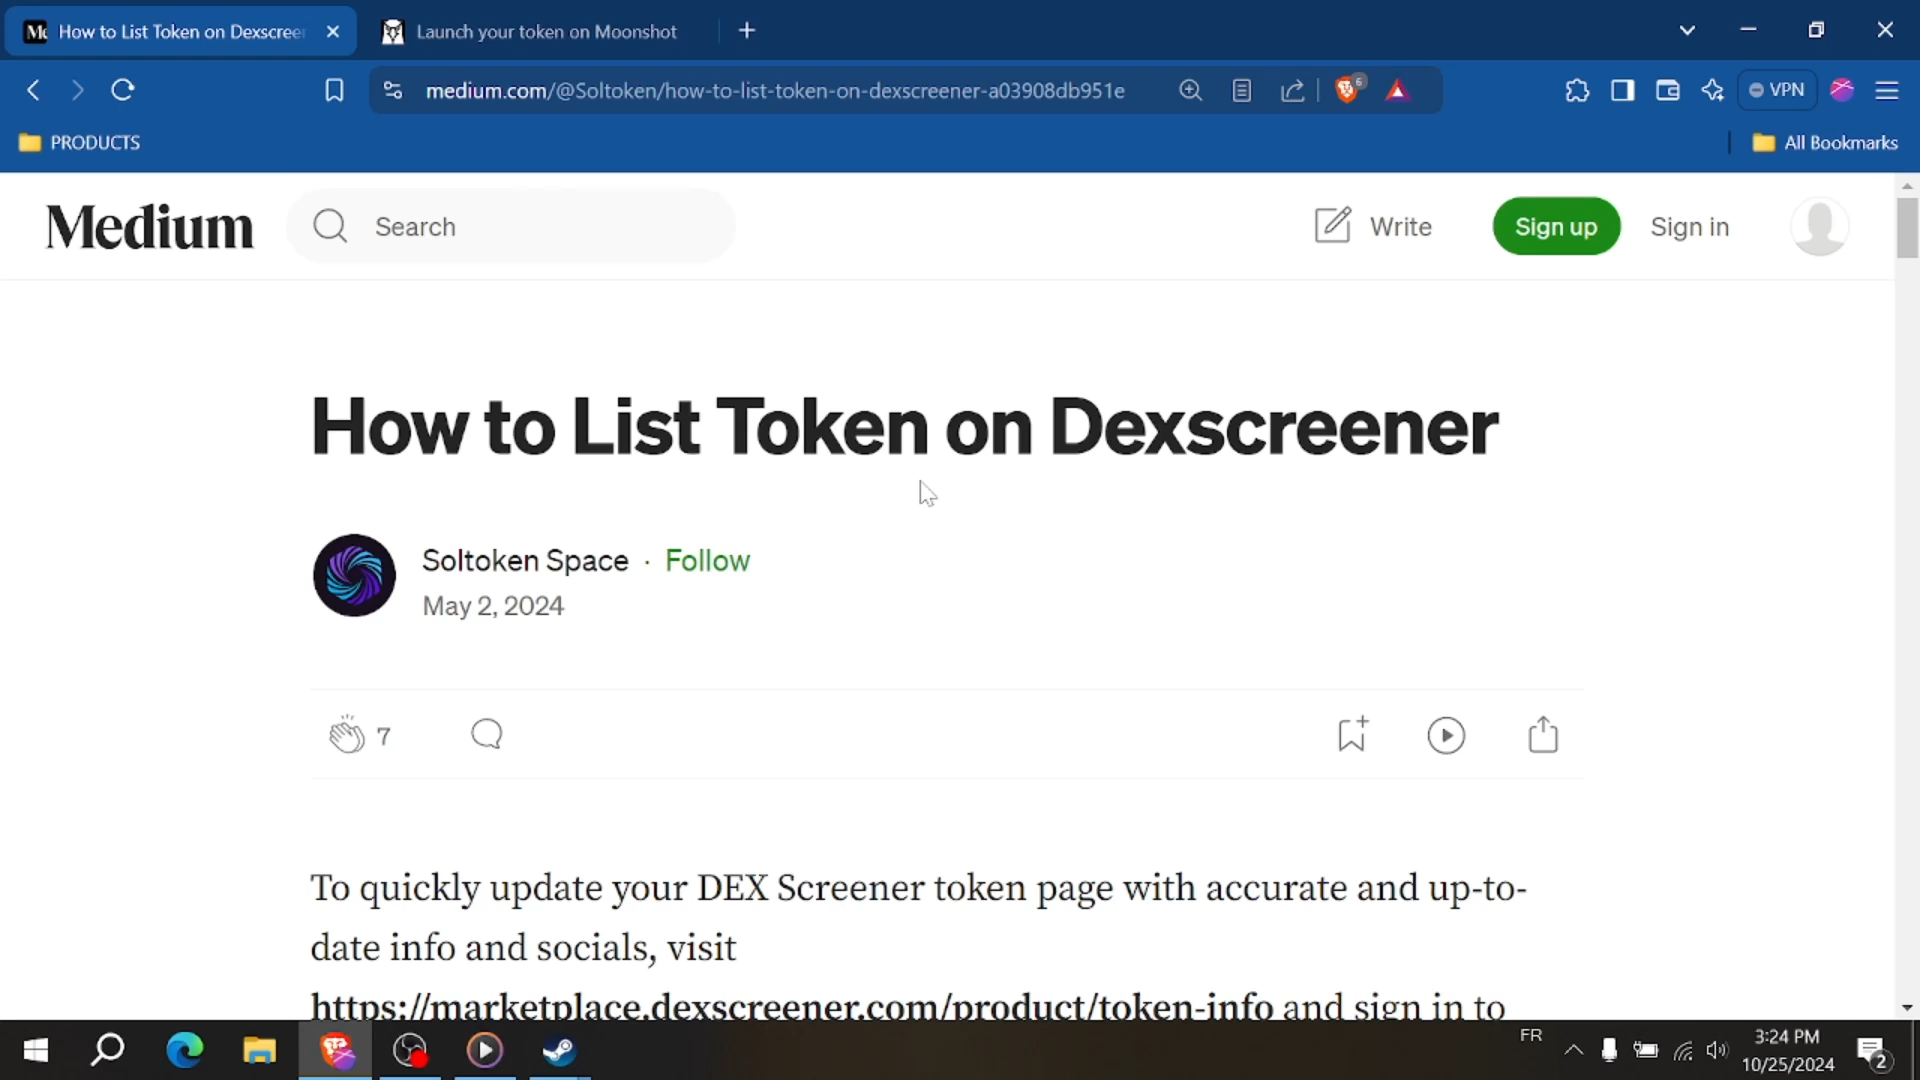 How to List Token on Dexscree
Launch your token on Moonshot
medium.com/@Soltoken/how-to-list-token-on-dexscreener-a03908db951e
6
VPN
PRODUCTS
All Bookmarks
Medium
Search
Write
Sign up
Sign in
How to List Token on Dexscreener
Soltoken Space · Follow
May 2, 2024
7
To quickly update your DEX Screener token page with accurate and up-to-
date info and socials, visit
https://marketplace.dexscreener.com/product/token-info and sign in to
FR
3:24 PM
10/25/2024
2